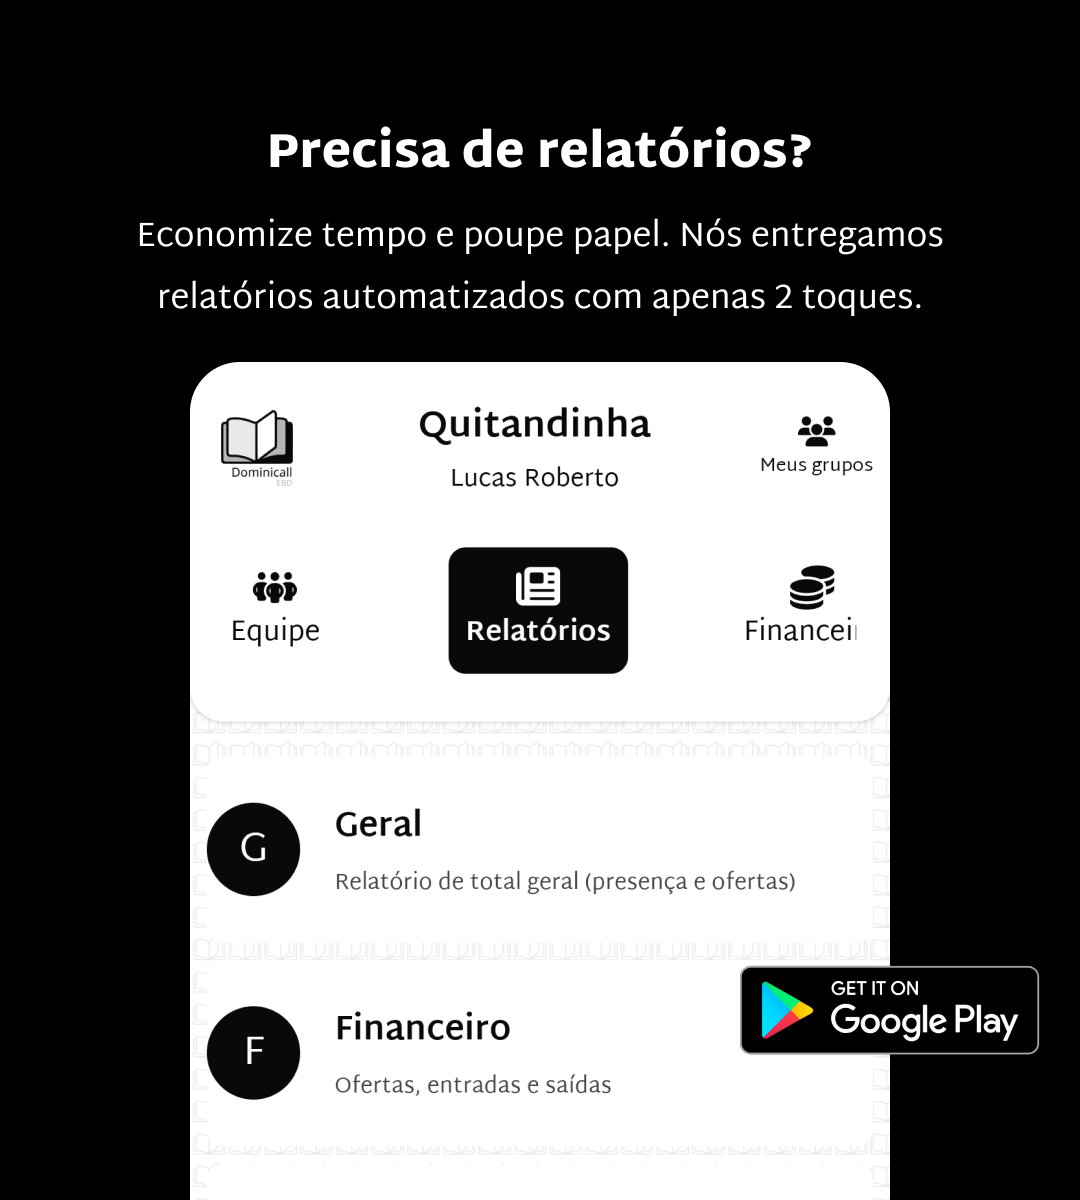 Precisa de relatórios?
Economize tempo e poupe papel. Nós entregamos
relatórios automatizados com apenas 2 toques.
Dominicall
EBD
Quitandinha
Lucas Roberto
Meus grupos
Equipe
Relatórios
Financei
G
Geral
Relatório de total geral (presença e ofertas)
F
Financeiro
Ofertas, entradas e saídas
GET IT ON
Google Play